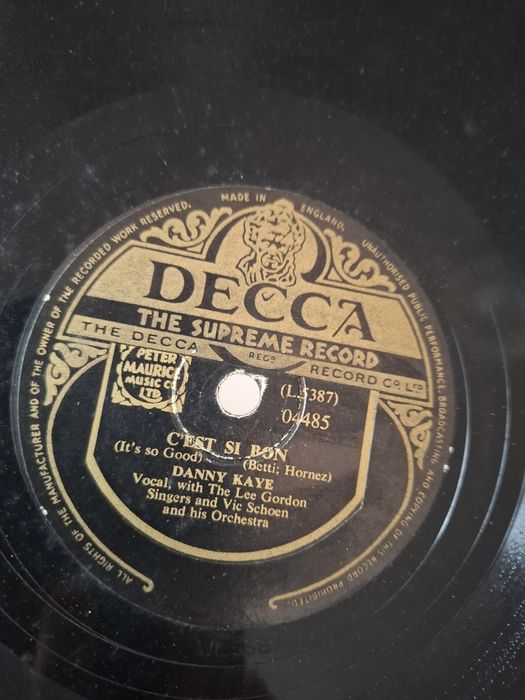 ALL RIGHTS OF THE MANUFACTURER AND OF THE OWNER OF THE RECORDED WORK RESERVED.
MADE IN ENGLAND.
UNAUTHORISED PUBLIC PERFORMANCE, BROADCASTING AND COPYING OF THIS RECORD PROHIBITED.
DECCA
THE SUPREME RECORD
THE DECCA REGD RECORD CO LTD
PETER
MAURICE
MUSIC CO
LTD
(L.5387)
04485
C'EST SI BON
(It's so Good) (Betti; Hornez)
DANNY KAYE
Vocal, with The Lee Gordon
Singers and Vic Schoen
and his Orchestra